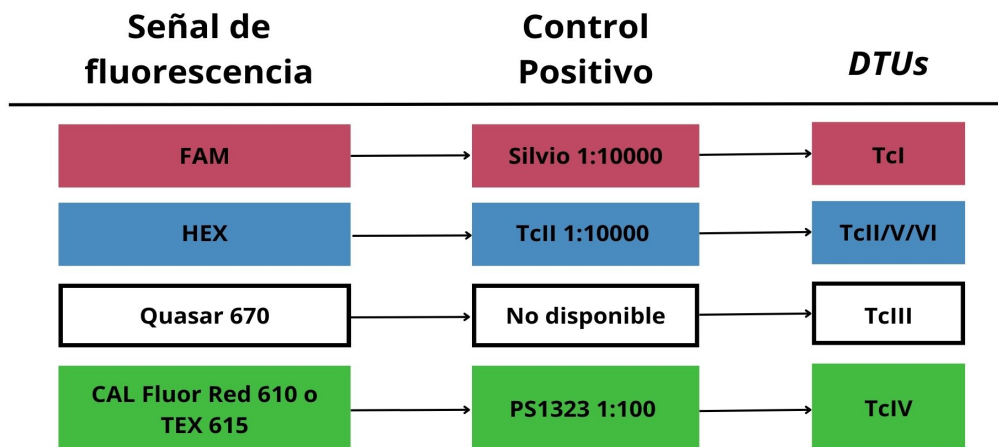 Señal de
fluorescencia
Control
Positivo
DTUs
FAM
Silvio 1:10000
TcI
HEX
TcII 1:10000
TcII/V/VI
Quasar 670
No disponible
TcIII
CAL Fluor Red 610 o
TEX 615
PS1323 1:100
TcIV